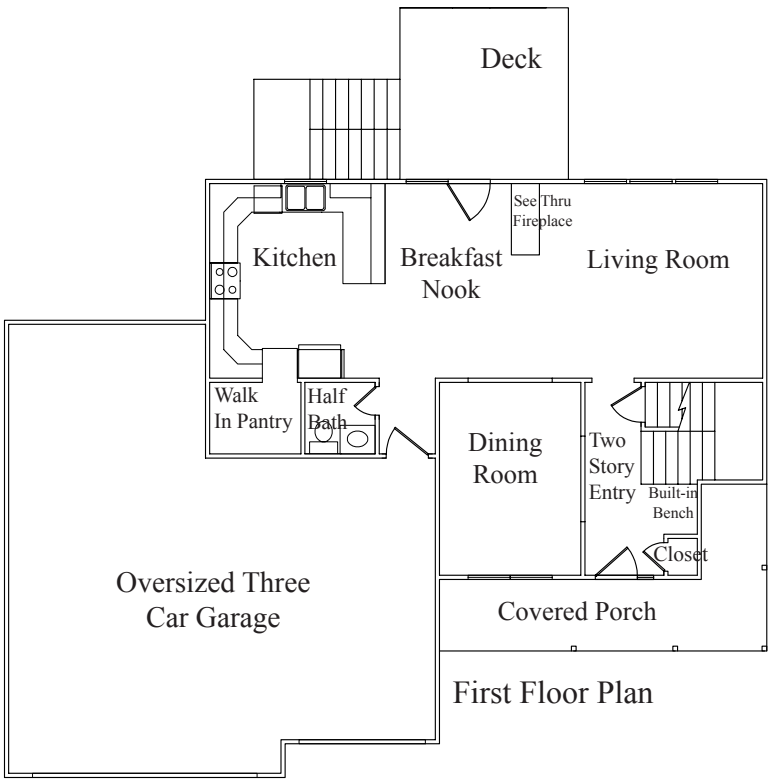 Deck
See Thru
Fireplace
Kitchen
Breakfast
Nook
Living Room
Walk
In Pantry
Half
Bath
Dining
Room
Two
Story
Entry
Built-in
Bench
Closet
Oversized Three
Car Garage
Covered Porch
First Floor Plan